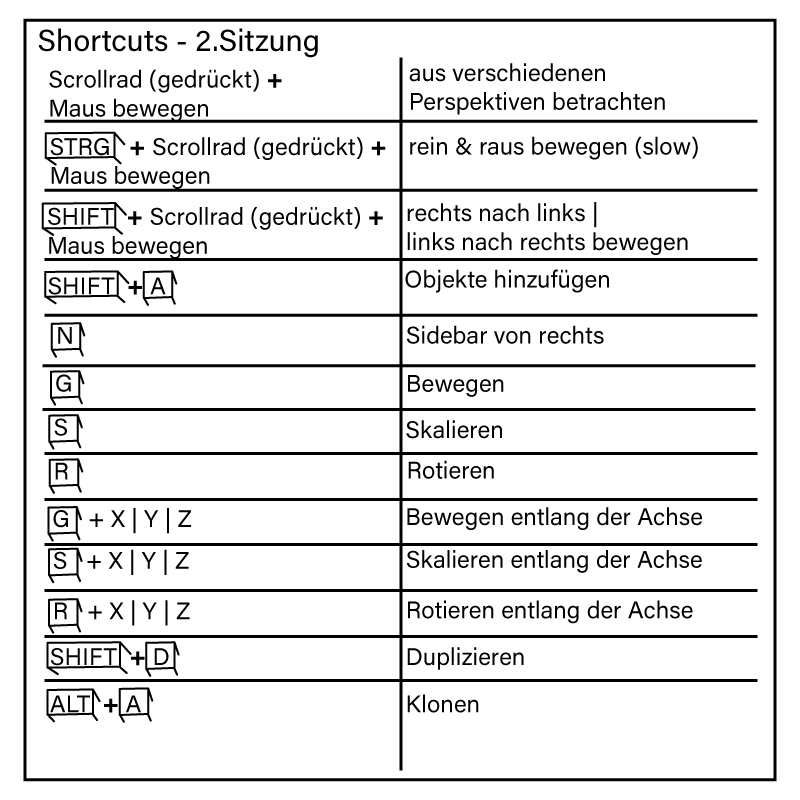 Shortcuts - 2.Sitzung
Scrollrad (gedrückt) +
Maus bewegen
aus verschiedenen
Perspektiven betrachten
STRG + Scrollrad (gedrückt) +
Maus bewegen
rein & raus bewegen (slow)
SHIFT + Scrollrad (gedrückt) +
Maus bewegen
rechts nach links |
links nach rechts bewegen
SHIFT + A
Objekte hinzufügen
N
Sidebar von rechts
G
Bewegen
S
Skalieren
R
Rotieren
G + X | Y | Z
Bewegen entlang der Achse
S + X | Y | Z
Skalieren entlang der Achse
R + X | Y | Z
Rotieren entlang der Achse
SHIFT + D
Duplizieren
ALT + A
Klonen